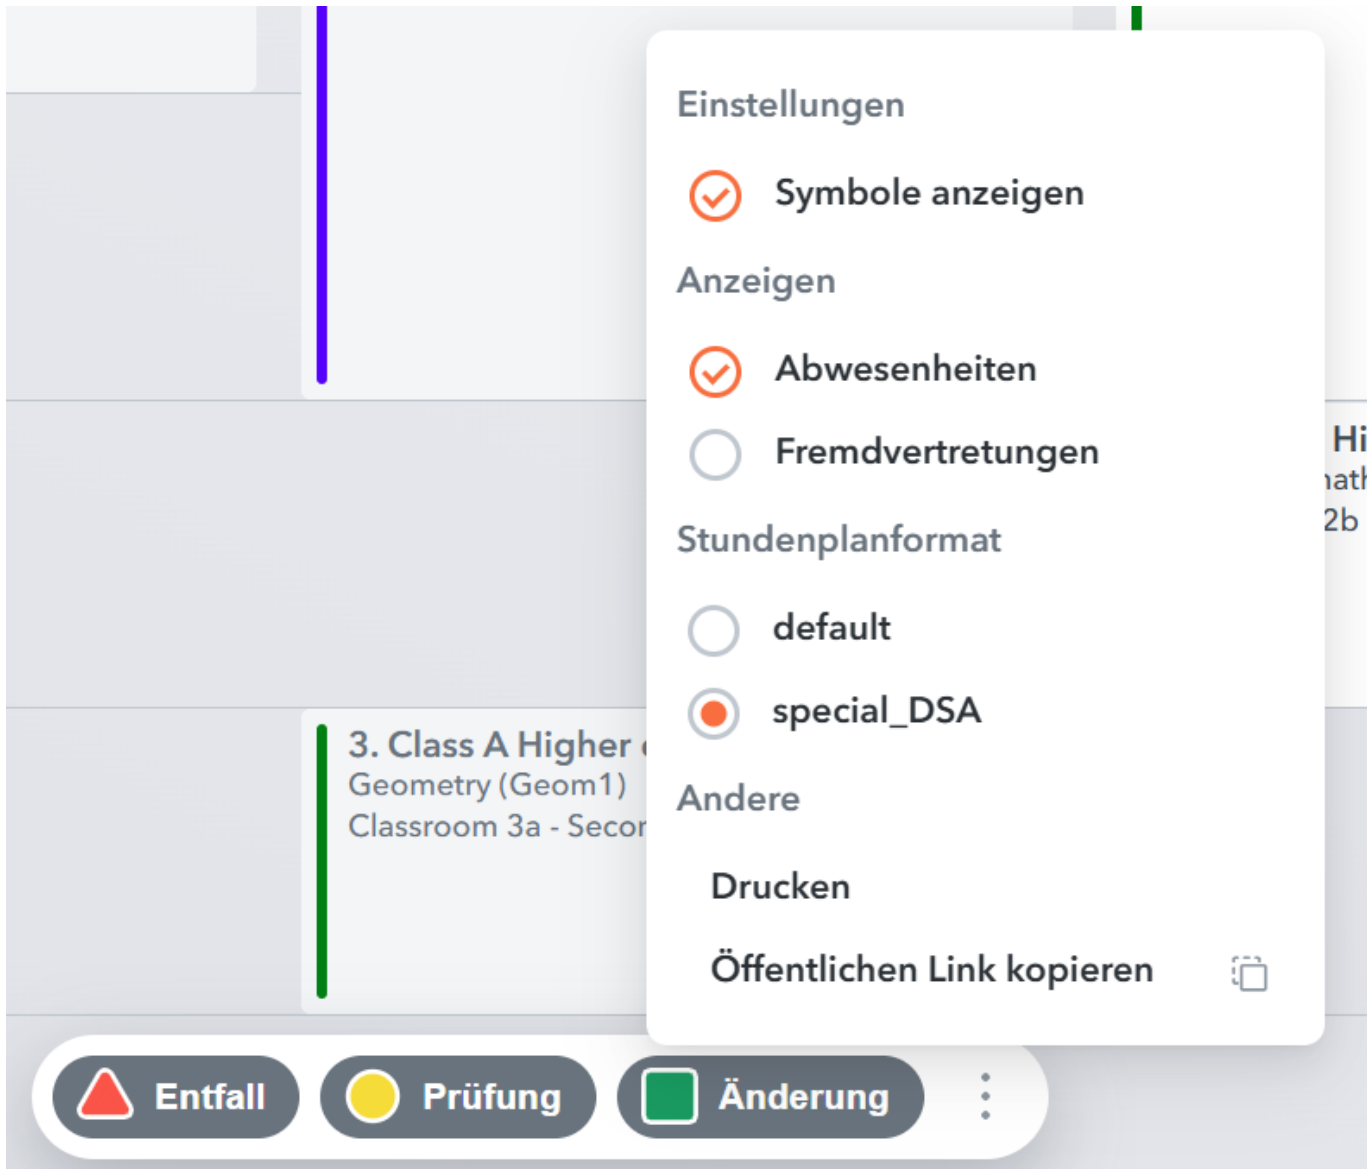 Einstellungen
Symbole anzeigen
Anzeigen
Abwesenheiten
Fremdvertretungen
Stundenplanformat
default
special_DSA
Andere
Drucken
Öffentlichen Link kopieren
3. Class A Higher
Geometry (Geom1)
Classroom 3a -
Hi
2b
Entfall
Prüfung
Änderung